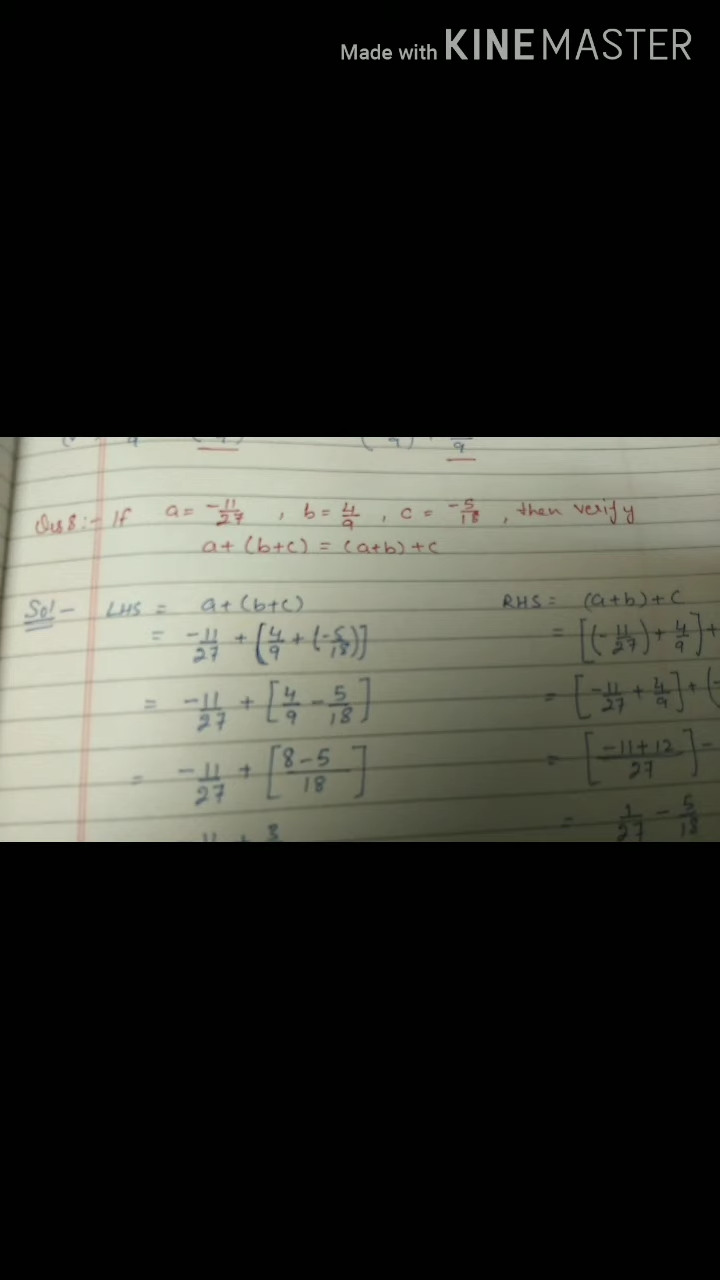 Made with KINEMASTER
Ques 8:- If a = -11/27 , b = 4/9 , c = -5/18 , then verify
a + (b+c) = (a+b) + c
Sol - LHS = a + (b+c) RHS = (a+b) + c
= -11/27 + [4/9 + (-5/18)] = [(-11/27) + 4/9] +
= -11/27 + [4/9 - 5/18] = [-11/27 + 4/9] + (-
= -11/27 + [8-5/18] = [-11+12/27] -
= 1/27 - 5/18